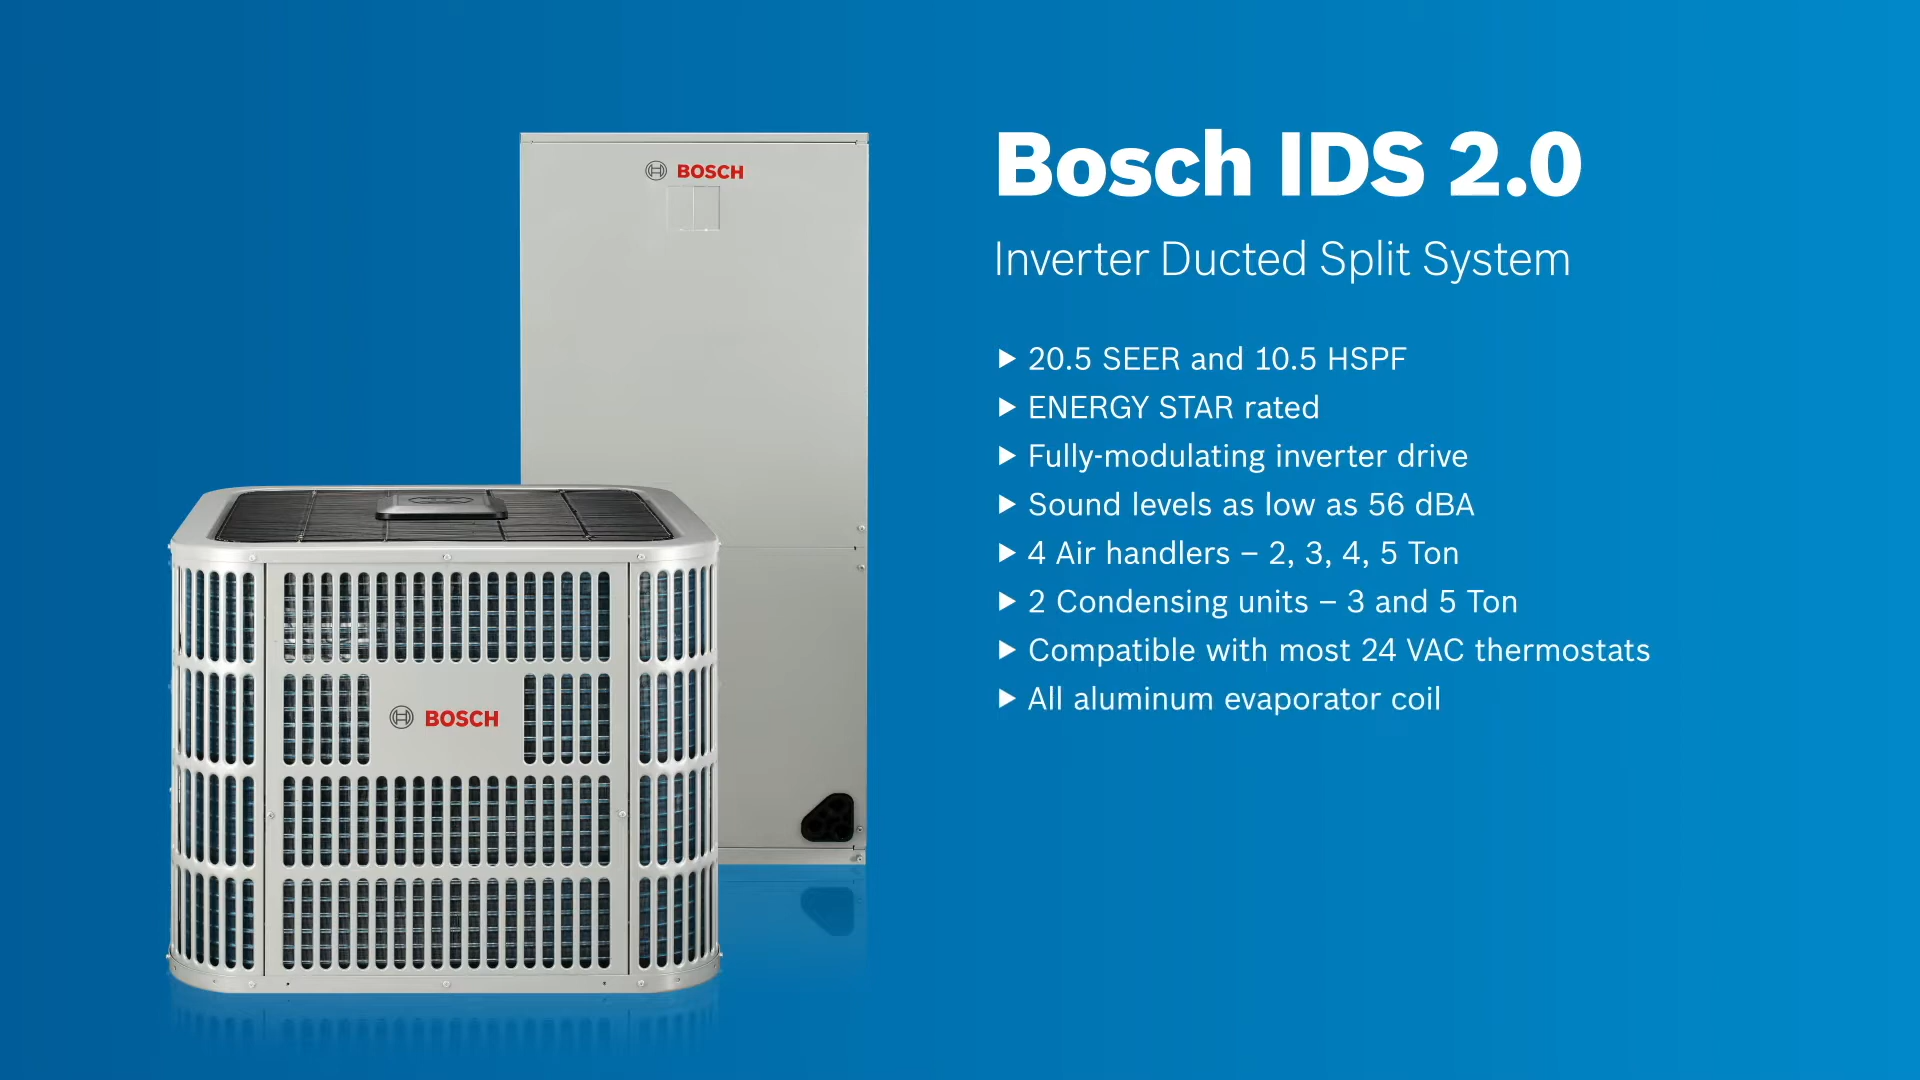 BOSCH
BOSCH
Bosch IDS 2.0
Inverter Ducted Split System
20.5 SEER and 10.5 HSPF
ENERGY STAR rated
Fully-modulating inverter drive
Sound levels as low as 56 dBA
4 Air handlers – 2, 3, 4, 5 Ton
2 Condensing units – 3 and 5 Ton
Compatible with most 24 VAC thermostats
All aluminum evaporator coil